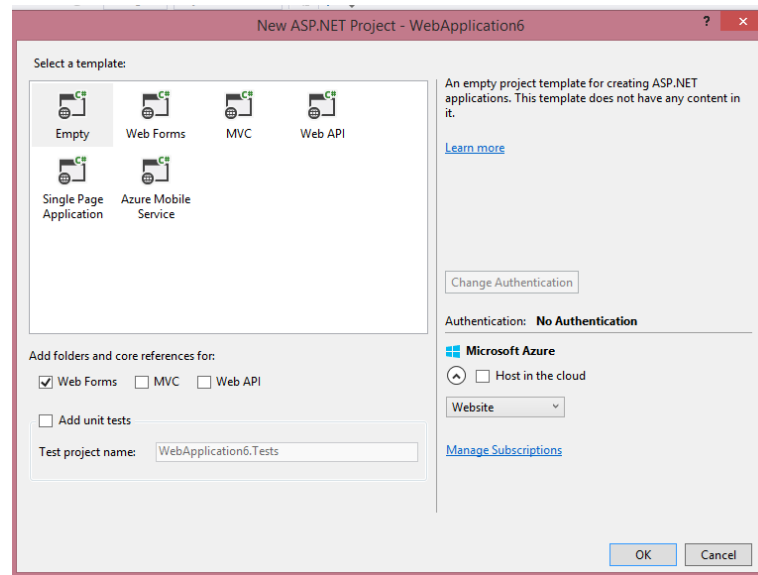 New ASP.NET Project - WebApplication6
?
Select a template:
Empty
Web Forms
MVC
Web API
Single Page
Application
Azure Mobile
Service
An empty project template for creating ASP.NET
applications. This template does not have any content in
it.
Learn more
Change Authentication
Authentication: No Authentication
Microsoft Azure
Host in the cloud
Website
Manage Subscriptions
Add folders and core references for:
Web Forms MVC Web API
Add unit tests
Test project name: WebApplication6.Tests
OK Cancel